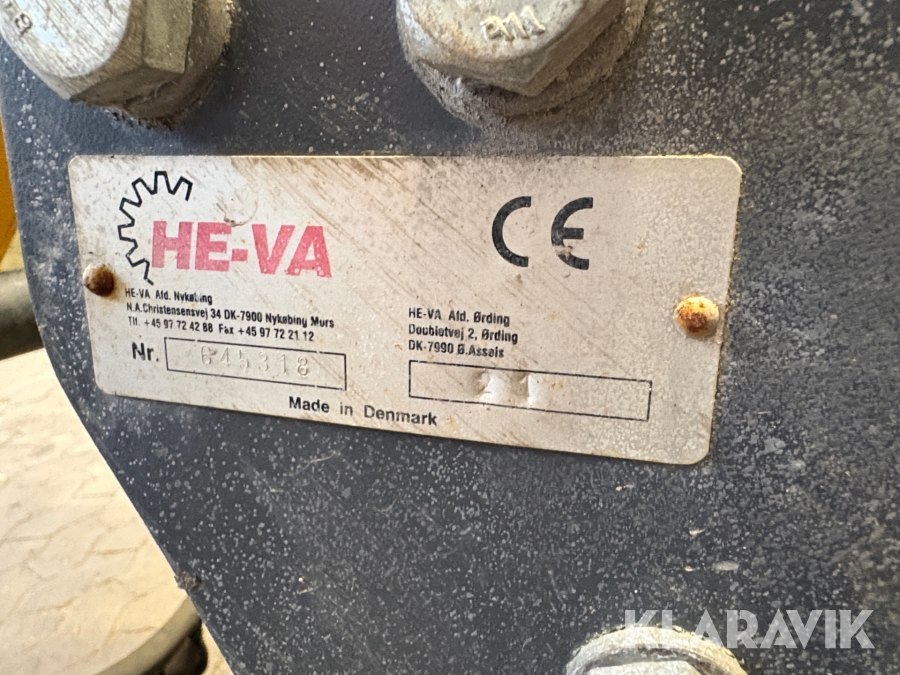 HE-VA
CE
HE-VA Afd. Nykøbing
N.A.Christensensvej 34 DK-7900 Nykøbing Mors
Tlf. +45 97 72 42 88 Fax +45 97 72 21 12
HE-VA Afd. Ørding
Doubletvej 2, Ørding
DK-7990 Ø.Assels
Nr. 645318
21
Made in Denmark
KLARAVIK